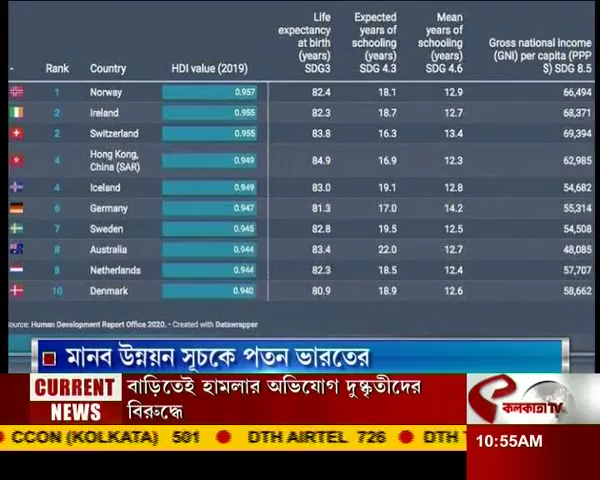 Life expectancy at birth (years) SDG3
Expected years of schooling (years) SDG 4.3
Mean years of schooling (years) SDG 4.6
Gross national income (GNI) per capita (PPP $) SDG 8.5
- Rank Country HDI value (2019)
1 Norway 0.957 82.4 18.1 12.9 66,494
2 Ireland 0.955 82.3 18.7 12.7 68,371
2 Switzerland 0.955 83.8 16.3 13.4 69,394
4 Hong Kong, China (SAR) 0.949 84.9 16.9 12.3 62,985
4 Iceland 0.949 83.0 19.1 12.8 54,682
6 Germany 0.947 81.3 17.0 14.2 55,314
7 Sweden 0.945 82.8 19.5 12.5 54,508
8 Australia 0.944 83.4 22.0 12.7 48,085
8 Netherlands 0.944 82.3 18.5 12.4 57,707
10 Denmark 0.940 80.9 18.9 12.6 58,662
ource: Human Development Report Office 2020. - Created with Datawrapper
মানব উন্নয়ন সূচকে পতন ভারতের
CURRENT NEWS
বাড়িতেই হামলার অভিযোগ দুষ্কৃতীদের
বিরুদ্ধে
কলকাতা TV
CCON (KOLKATA) 501 DTH AIRTEL 726 DTH
10:55AM